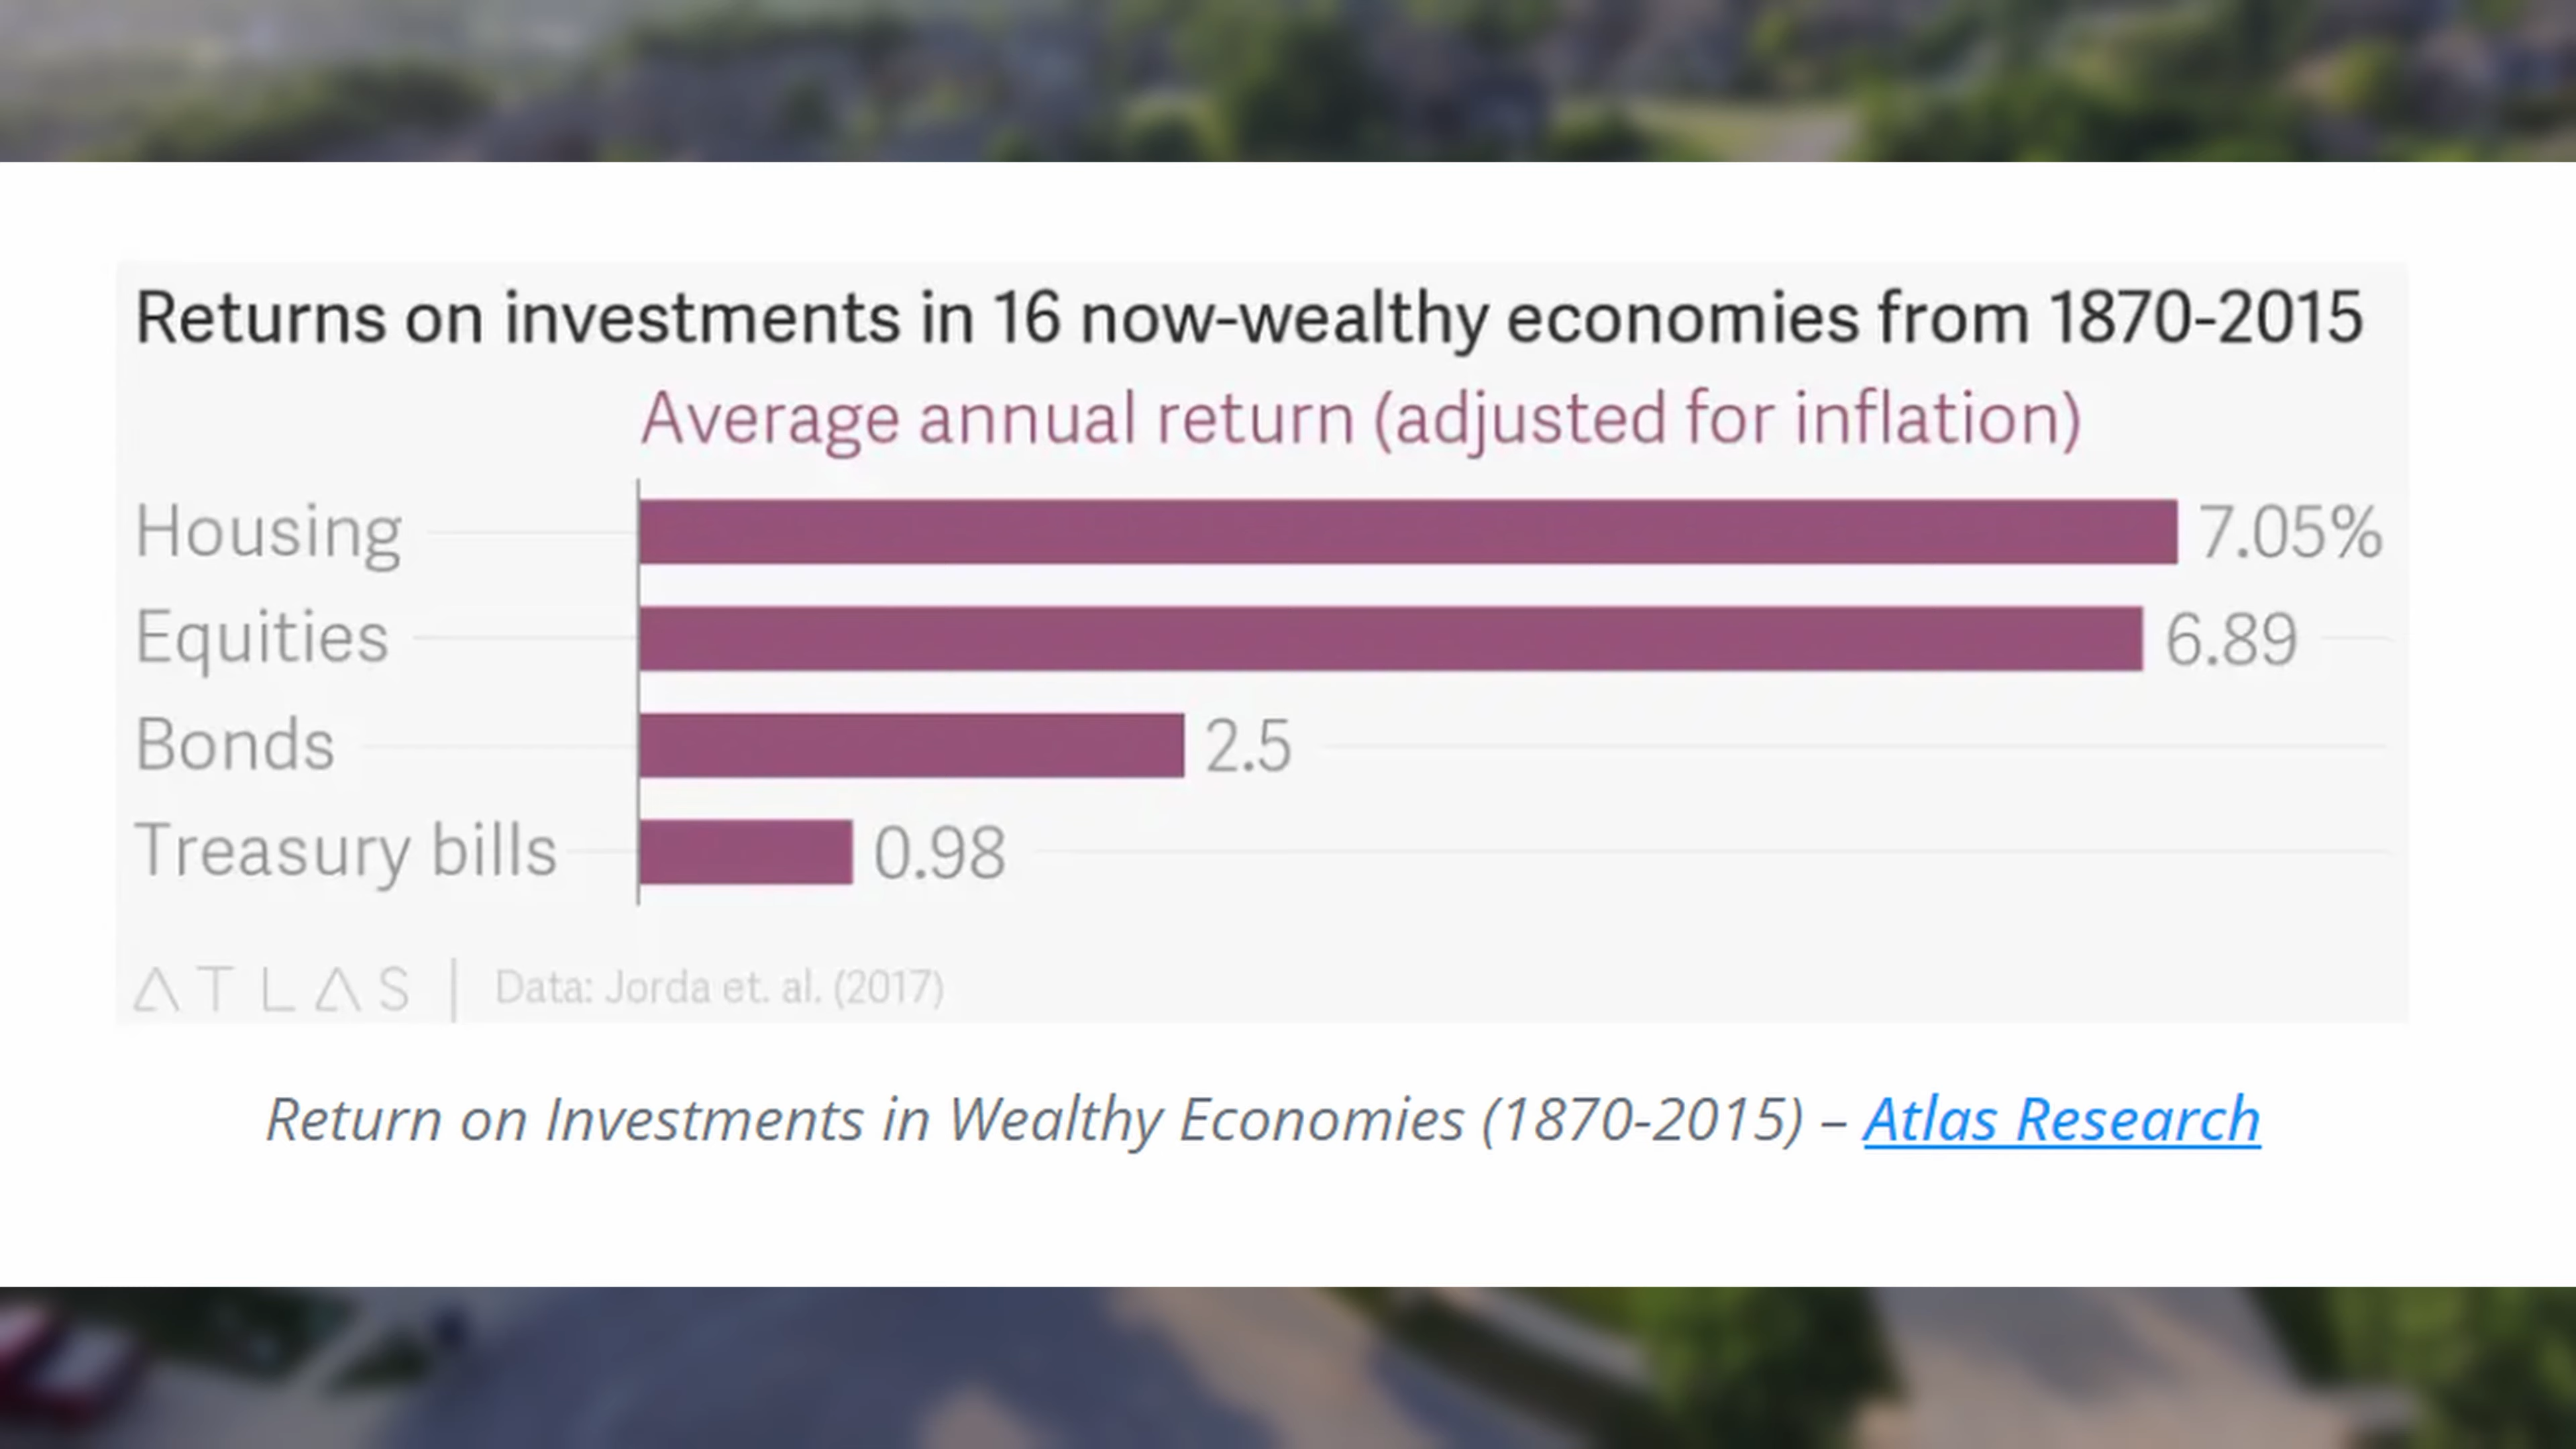 Returns on investments in 16 now-wealthy economies from 1870-2015
Average annual return (adjusted for inflation)
Housing 7.05%
Equities 6.89
Bonds 2.5
Treasury bills 0.98
ATLAS | Data: Jorda et. al. (2017)
Return on Investments in Wealthy Economies (1870-2015) – Atlas Research